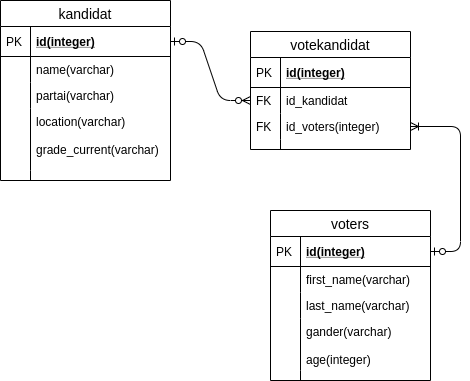 kandidat
PK id(integer)
name(varchar)
partai(varchar)
location(varchar)
grade_current(varchar)
votekandidat
PK id(integer)
FK id_kandidat
FK id_voters(integer)
voters
PK id(integer)
first_name(varchar)
last_name(varchar)
gander(varchar)
age(integer)